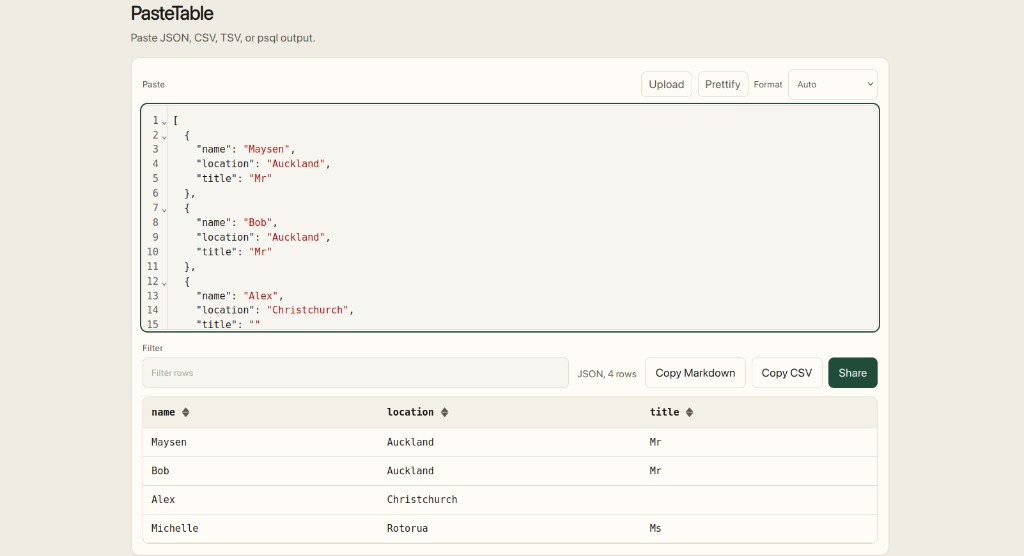 PasteTable
Paste JSON, CSV, TSV, or psql output.
Paste Upload Prettify Format Auto
1 [
2 {
3 "name": "Maysen",
4 "location": "Auckland",
5 "title": "Mr"
6 },
7 {
8 "name": "Bob",
9 "location": "Auckland",
10 "title": "Mr"
11 },
12 {
13 "name": "Alex",
14 "location": "Christchurch",
15 "title": ""
Filter
Filter rows JSON, 4 rows Copy Markdown Copy CSV Share
name location title
Maysen Auckland Mr
Bob Auckland Mr
Alex Christchurch
Michelle Rotorua Ms